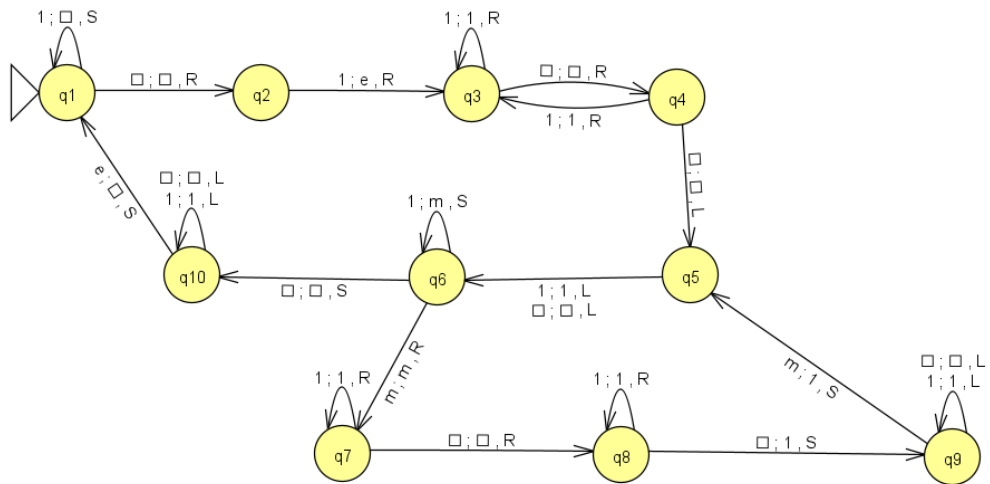 1 ; □ , S
1 ; 1 , R
□ ; □ , R
q1
□ ; □ , R
q2
1 ; e , R
q3
q4
1 ; 1 , R
e ; □ , S
□ ; □ , L
1 ; 1 , L
1 ; m , S
□ ; □ , L
q10
□ ; □ , S
q6
1 ; 1 , L
□ ; □ , L
q5
m ; m , R
m ; 1 , S
1 ; 1 , R
1 ; 1 , R
□ ; □ , L
1 ; 1 , L
q7
□ ; □ , R
q8
□ ; 1 , S
q9